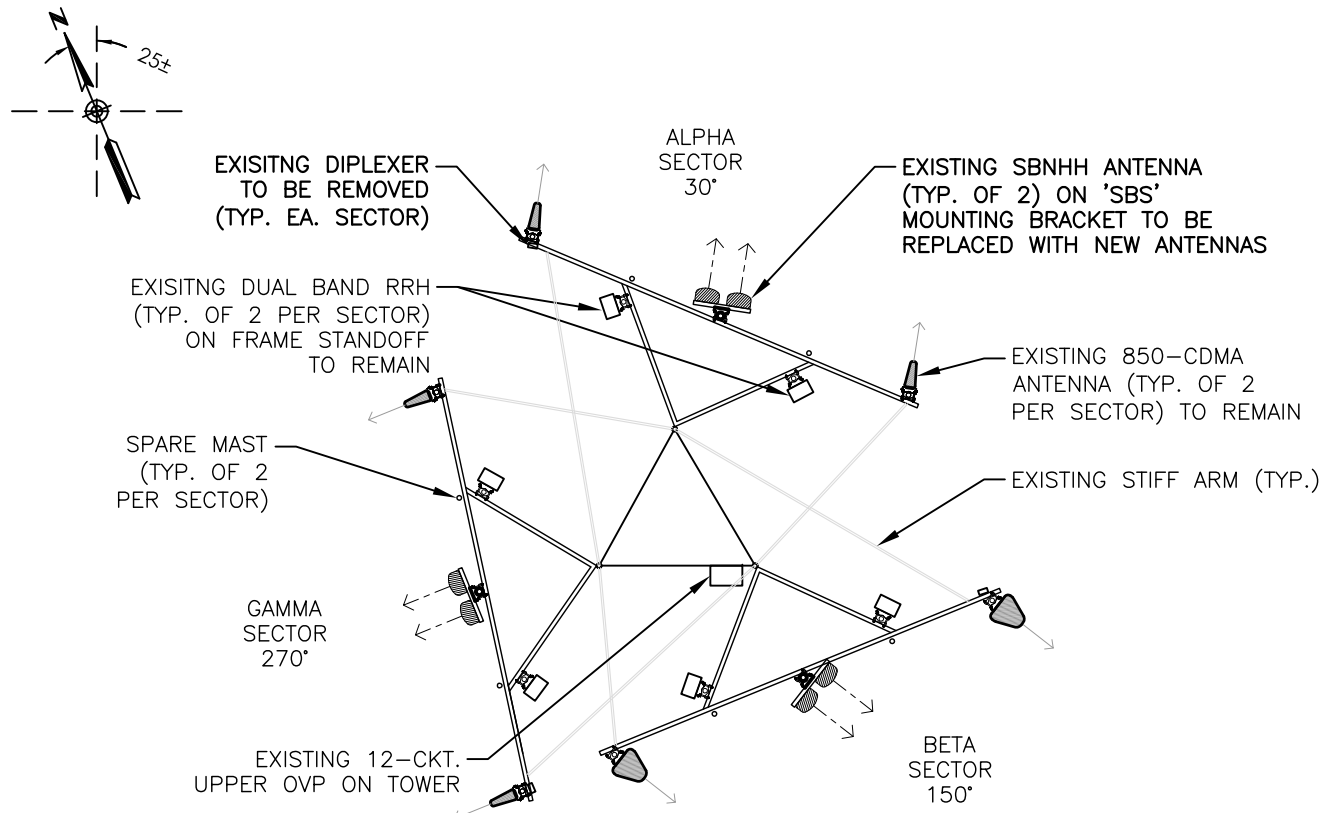 N
25±
ALPHA
SECTOR
30°
EXISITNG DIPLEXER
TO BE REMOVED
(TYP. EA. SECTOR)
EXISTING SBNHH ANTENNA
(TYP. OF 2) ON 'SBS'
MOUNTING BRACKET TO BE
REPLACED WITH NEW ANTENNAS
EXISITNG DUAL BAND RRH
(TYP. OF 2 PER SECTOR)
ON FRAME STANDOFF
TO REMAIN
EXISTING 850-CDMA
ANTENNA (TYP. OF 2
PER SECTOR) TO REMAIN
SPARE MAST
(TYP. OF 2
PER SECTOR)
EXISTING STIFF ARM (TYP.)
GAMMA
SECTOR
270°
EXISTING 12-CKT.
UPPER OVP ON TOWER
BETA
SECTOR
150°